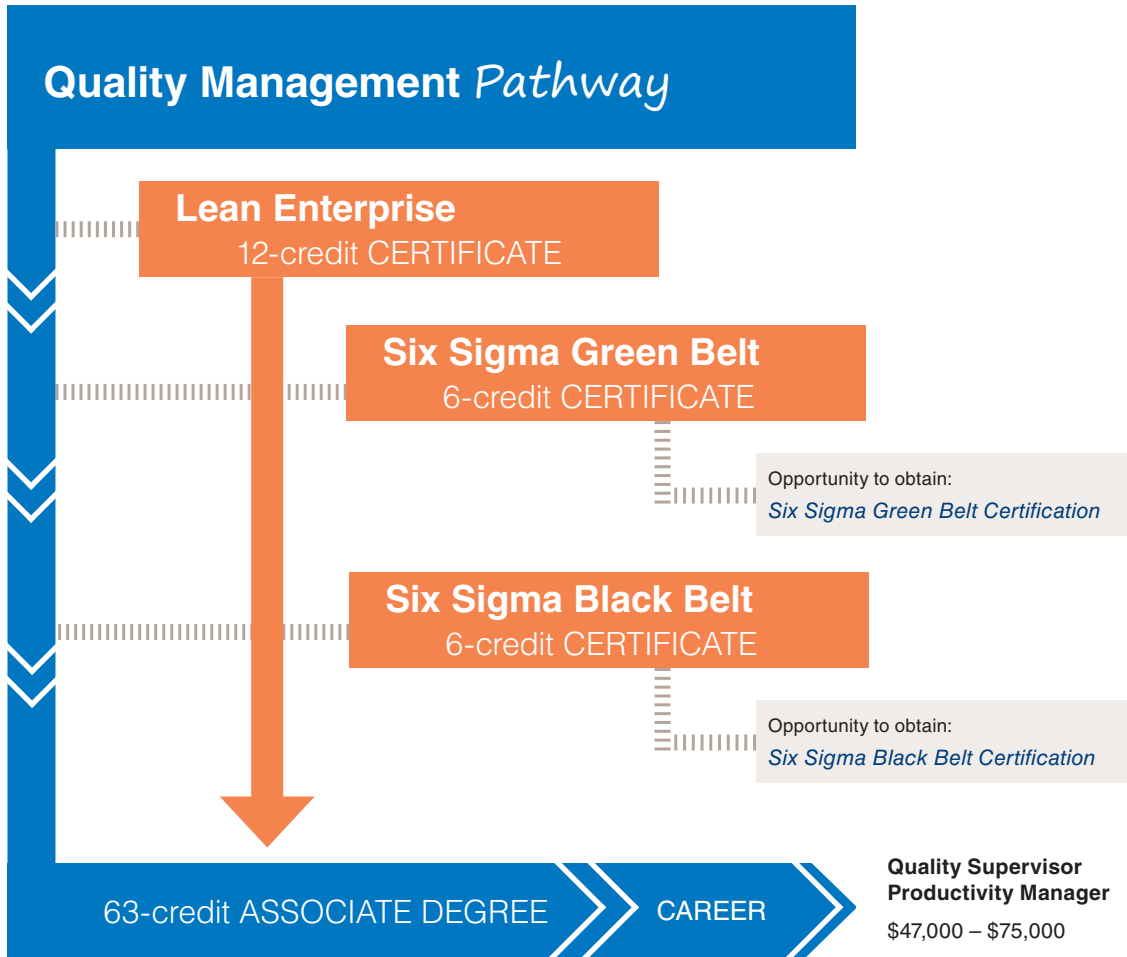 Quality Management Pathway
Lean Enterprise
12-credit CERTIFICATE
Six Sigma Green Belt
6-credit CERTIFICATE
Opportunity to obtain:
Six Sigma Green Belt Certification
Six Sigma Black Belt
6-credit CERTIFICATE
Opportunity to obtain:
Six Sigma Black Belt Certification
63-credit ASSOCIATE DEGREE
CAREER
Quality Supervisor
Productivity Manager
$47,000 – $75,000